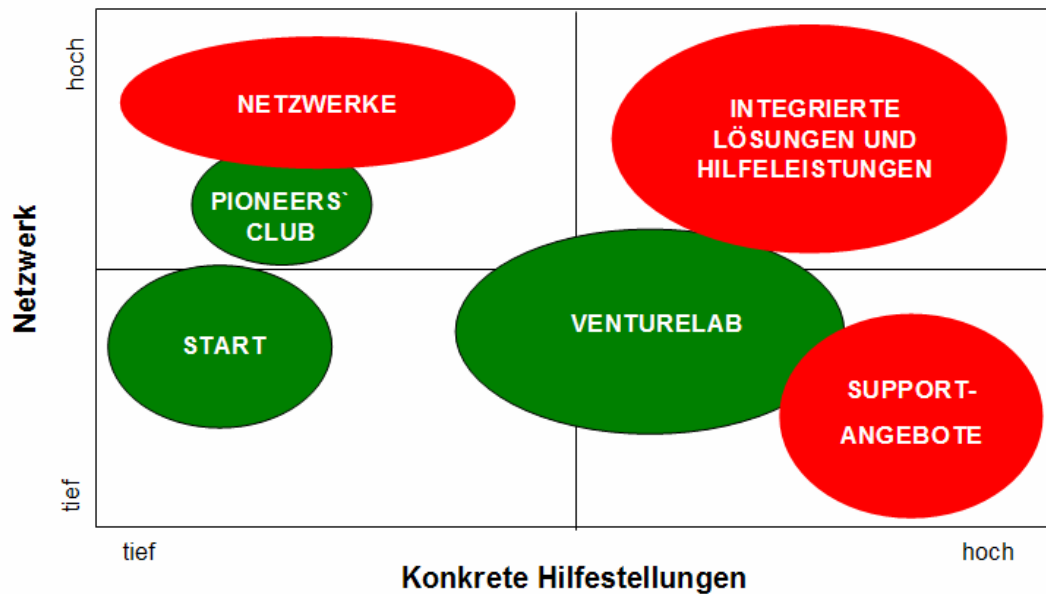 hoch
NETZWERKE
INTEGRIERTE
LÖSUNGEN UND
HILFELEISTUNGEN
PIONEERS`
CLUB
Netzwerk
START
VENTURELAB
SUPPORT-
ANGEBOTE
tief
tief
hoch
Konkrete Hilfestellungen